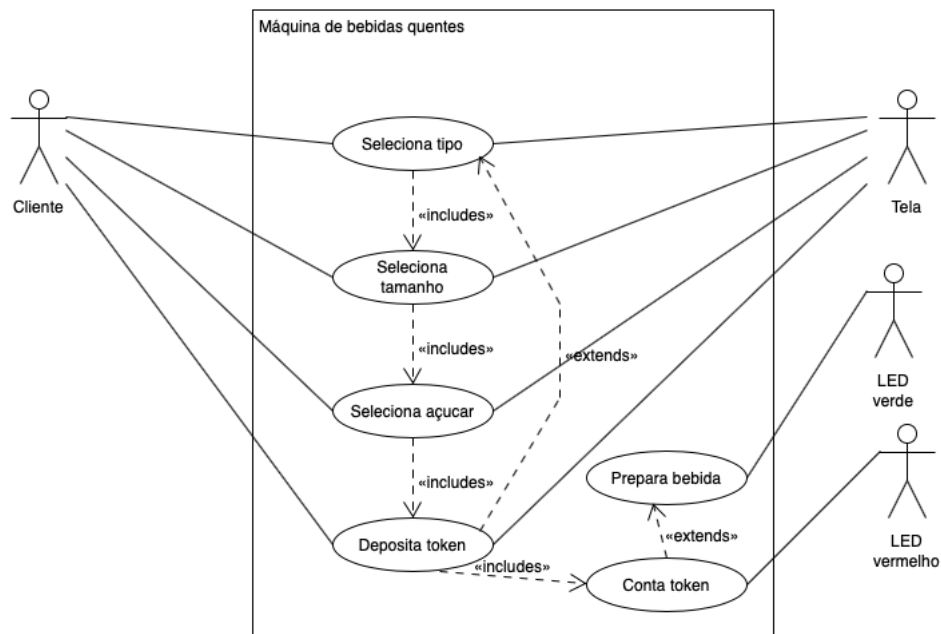 Máquina de bebidas quentes
Seleciona tipo
Cliente
Tela
«includes»
Seleciona
tamanho
«includes»
«extends»
LED
verde
Seleciona açucar
«includes»
Prepara bebida
Deposita token
«extends»
LED
vermelho
«includes»
Conta token